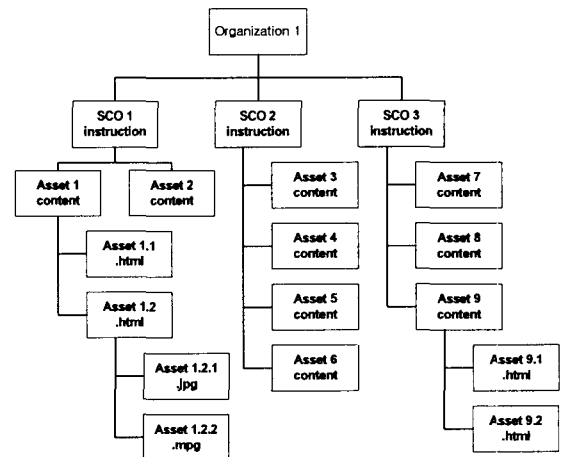 Organization 1
SCO 1
instruction
SCO 2
instruction
SCO 3
instruction
Asset 1
content
Asset 2
content
Asset 3
content
Asset 7
content
Asset 1.1
.html
Asset 4
content
Asset 8
content
Asset 1.2
.html
Asset 5
content
Asset 9
content
Asset 1.2.1
.jpg
Asset 6
content
Asset 9.1
.html
Asset 1.2.2
.mpg
Asset 9.2
.html